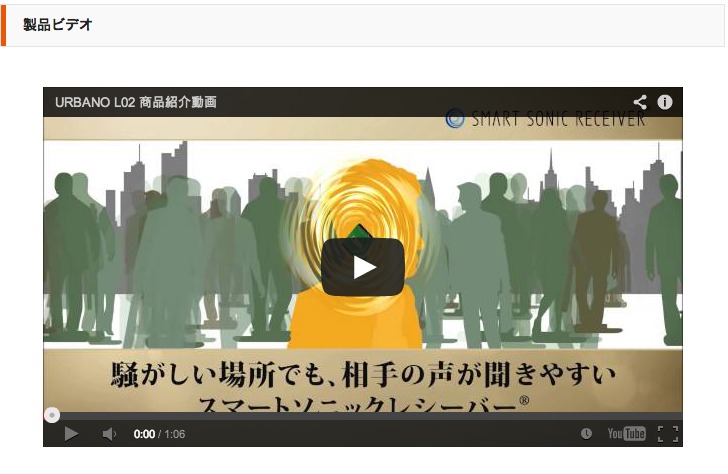 製品ビデオ
URBANO L02 商品紹介動画
SMART SONIC RECEIVER
騒がしい場所でも、相手の声が聞きやすい
スマートソニックレシーバー®
0:00 / 1:06
YouTube